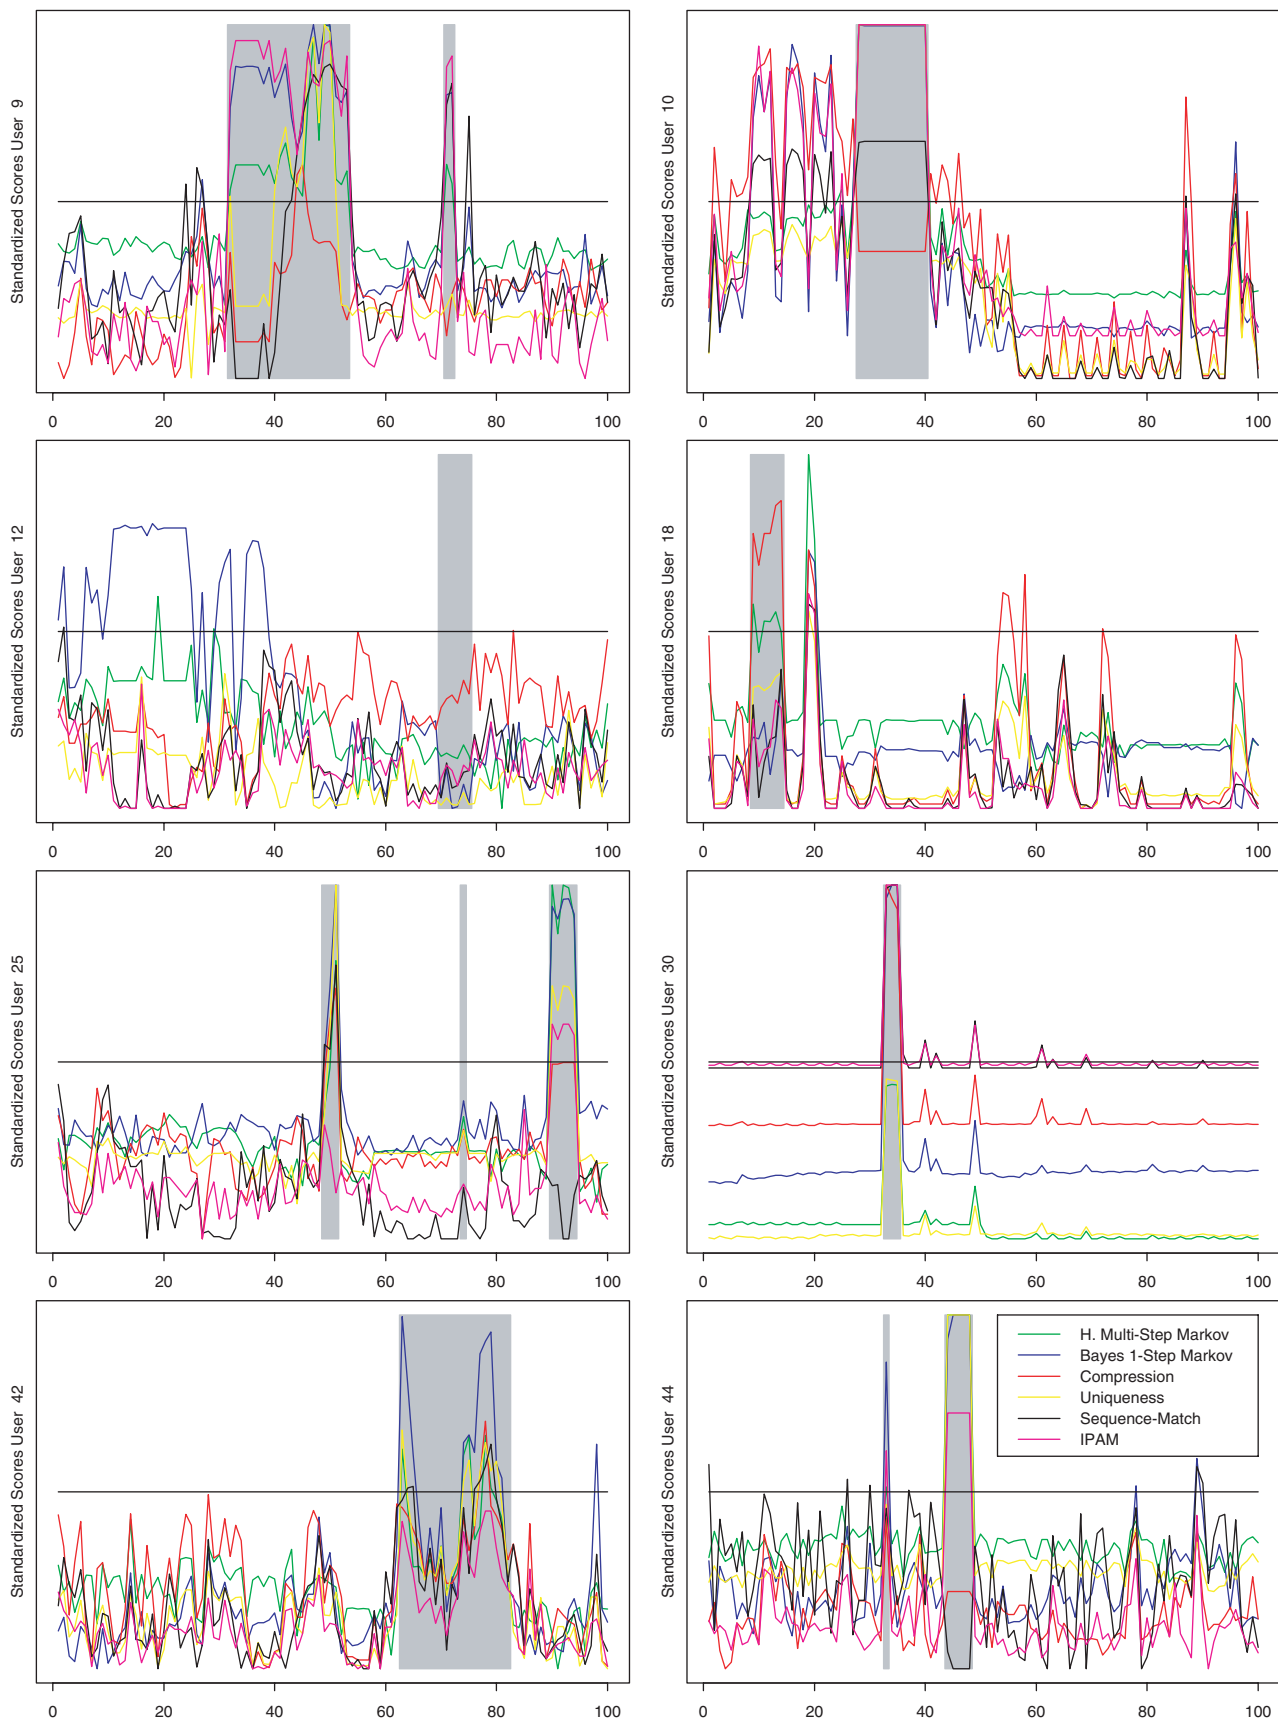 Standardized Scores User 9
0 20 40 60 80 100
Standardized Scores User 10
0 20 40 60 80 100
Standardized Scores User 12
0 20 40 60 80 100
Standardized Scores User 18
0 20 40 60 80 100
Standardized Scores User 25
0 20 40 60 80 100
Standardized Scores User 30
0 20 40 60 80 100
Standardized Scores User 42
0 20 40 60 80 100
Standardized Scores User 44
H. Multi-Step Markov
Bayes 1-Step Markov
Compression
Uniqueness
Sequence-Match
IPAM
0 20 40 60 80 100